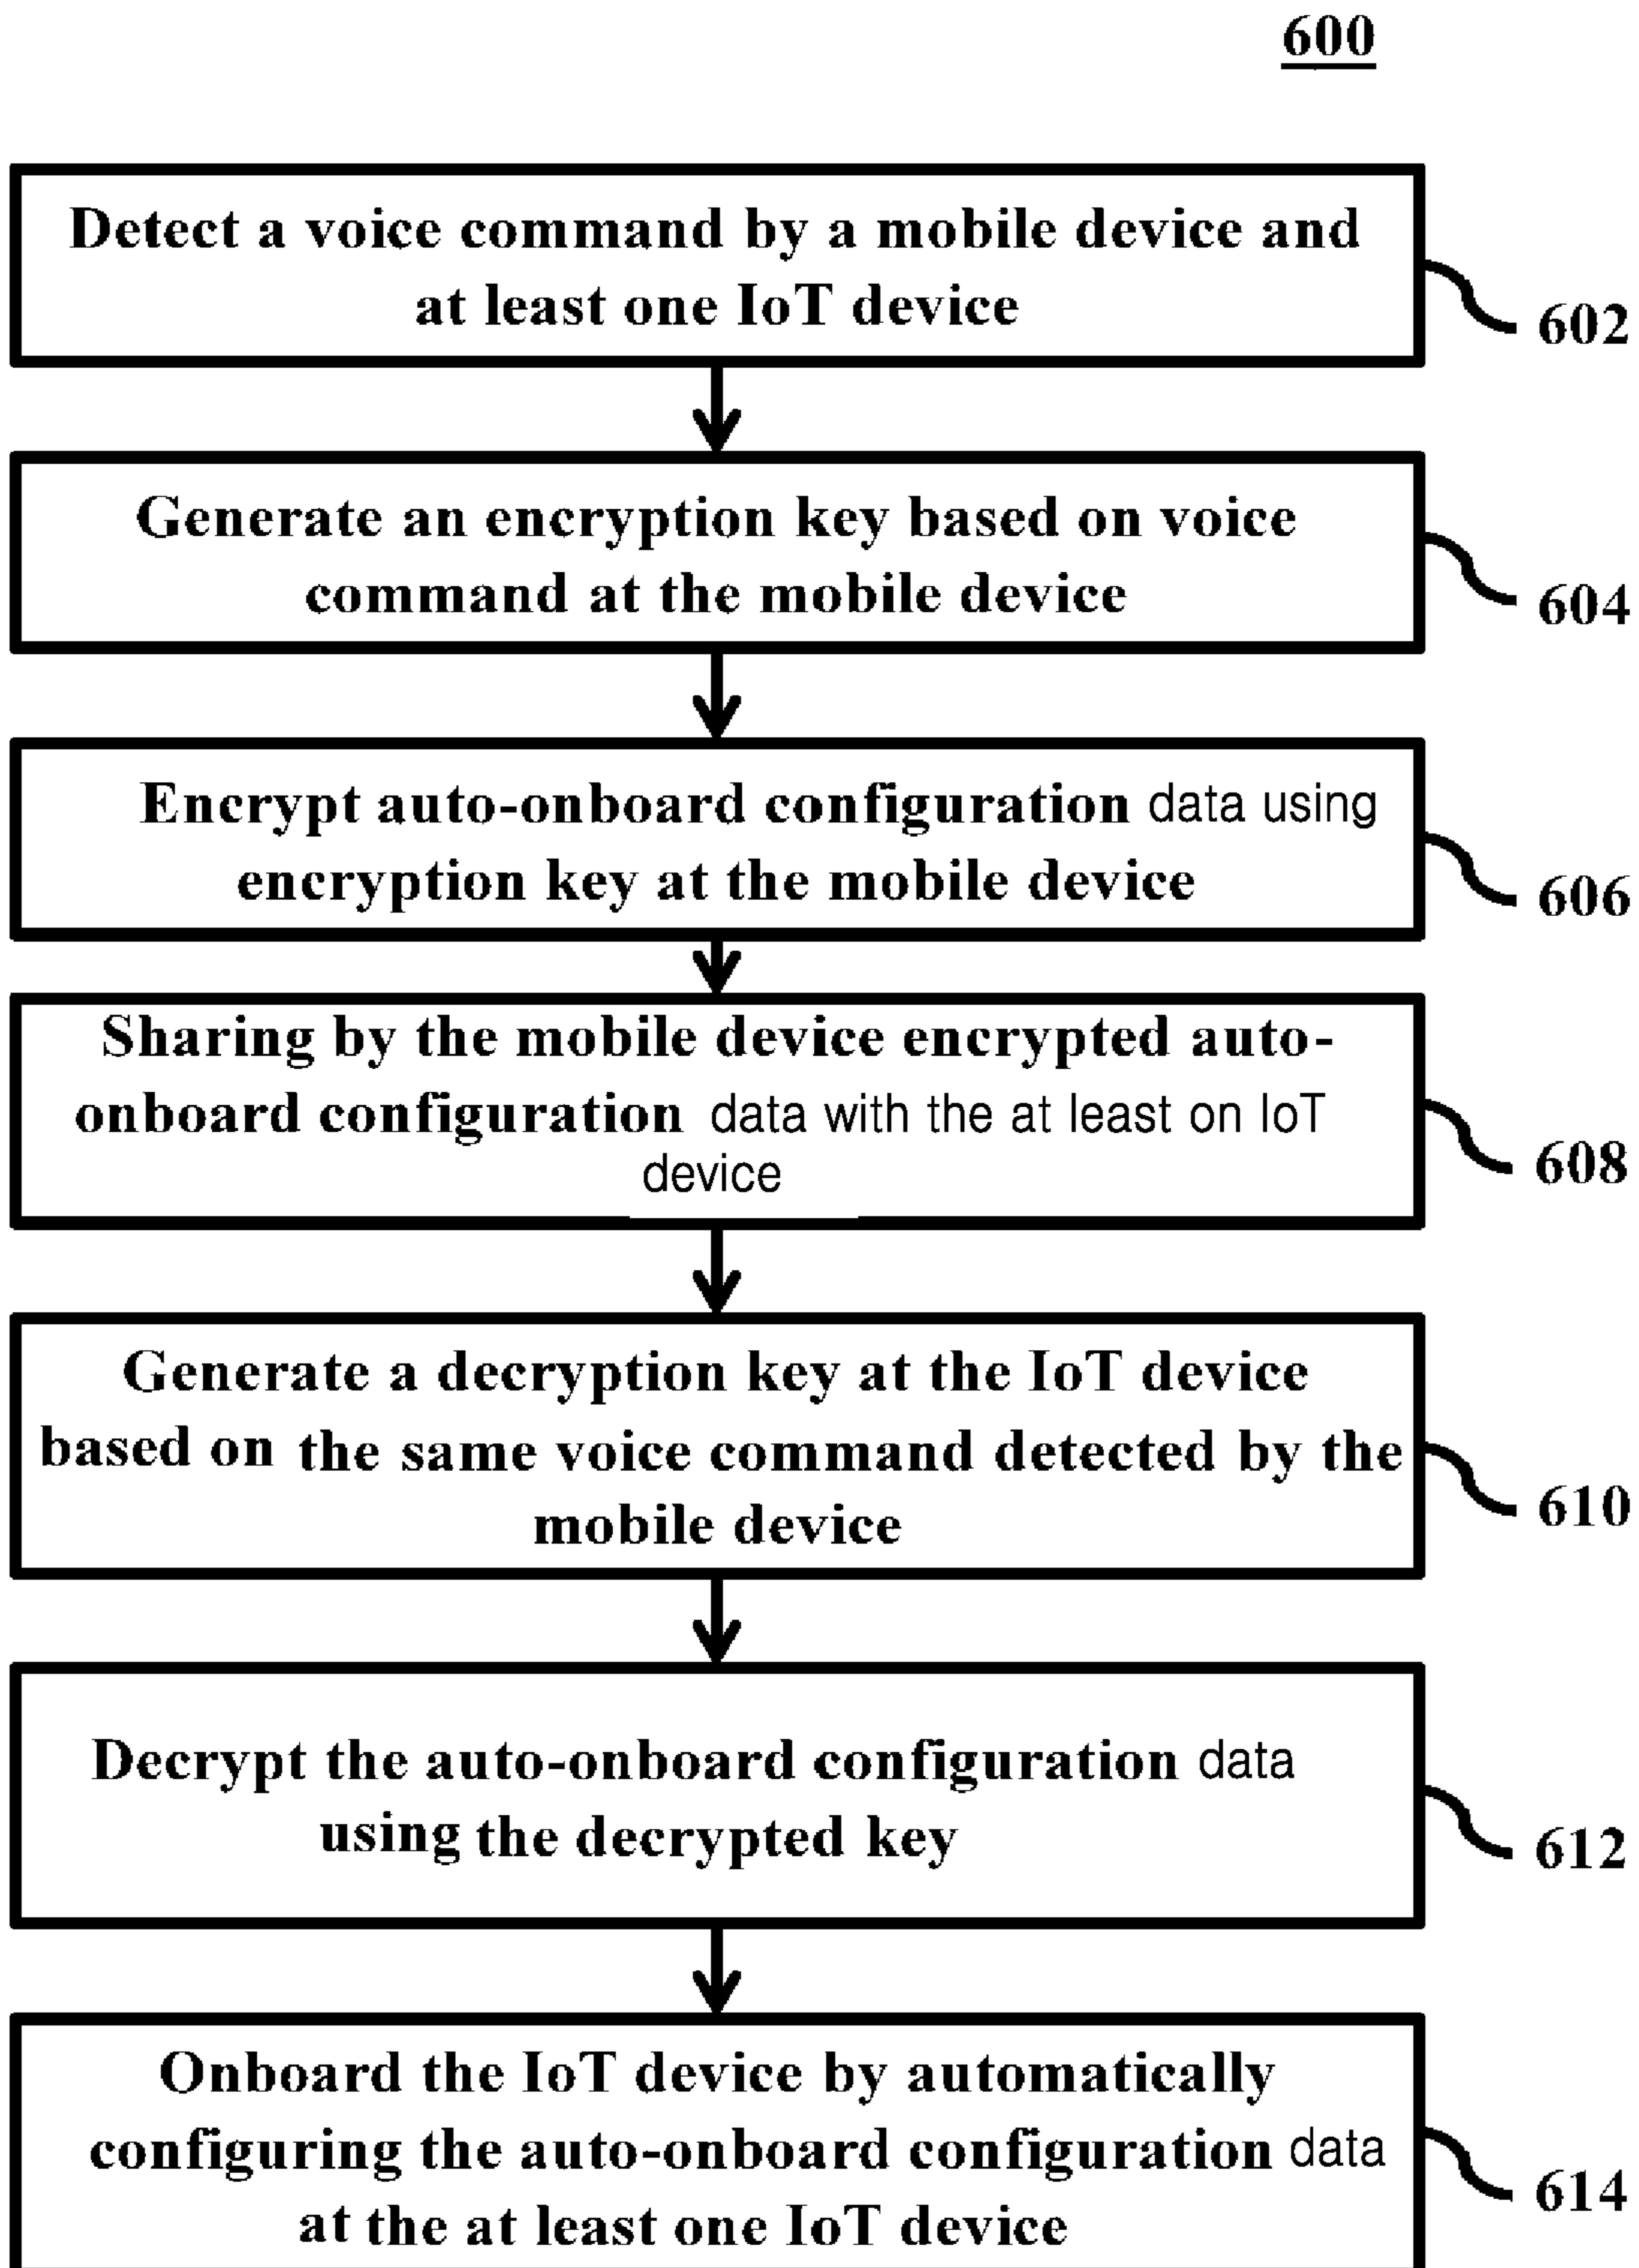 600
Detect a voice command by a mobile device and
at least one IoT device
602
Generate an encryption key based on voice
command at the mobile device
604
Encrypt auto-onboard configuration data using
encryption key at the mobile device
606
Sharing by the mobile device encrypted auto-
onboard configuration data with the at least on IoT
device
608
Generate a decryption key at the IoT device
based on the same voice command detected by the
mobile device
610
Decrypt the auto-onboard configuration data
using the decrypted key
612
Onboard the IoT device by automatically
configuring the auto-onboard configuration data
at the at least one IoT device
614